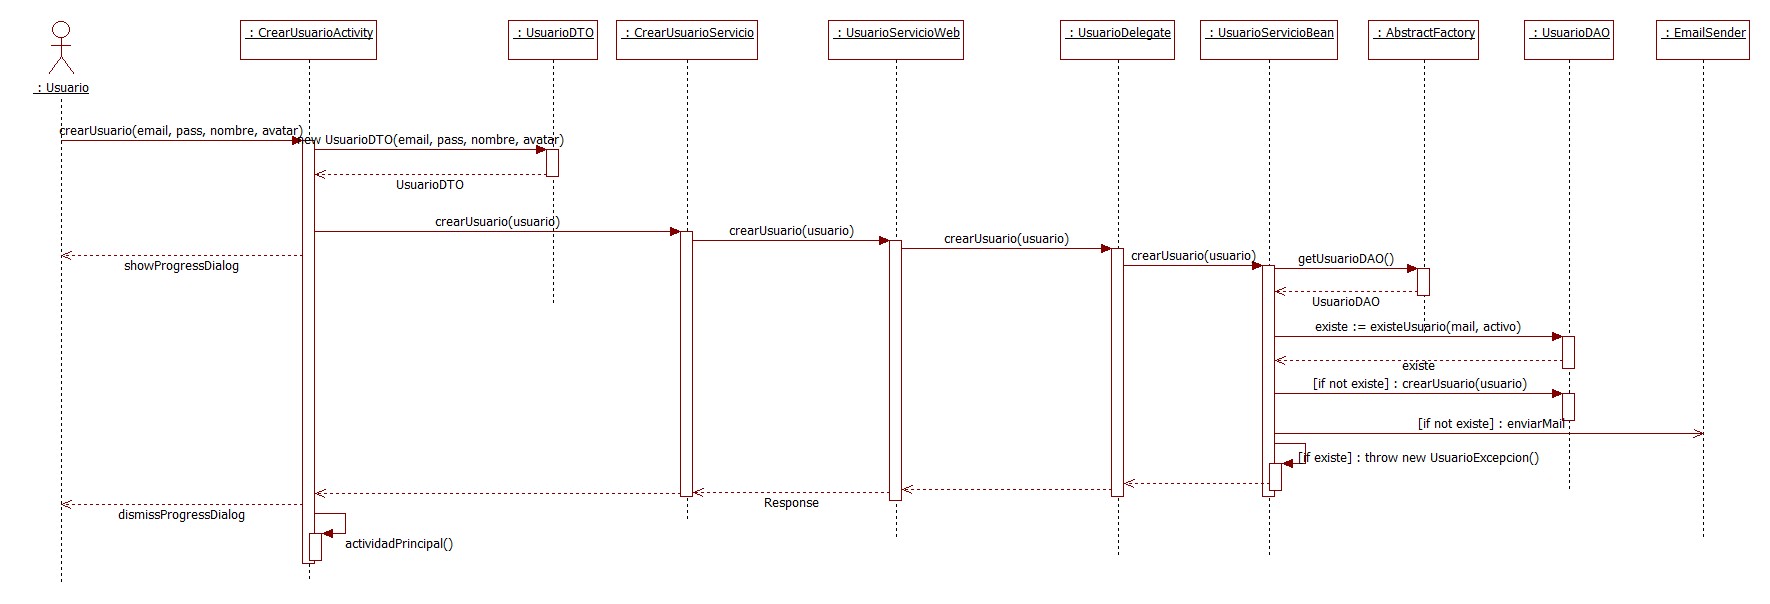 : CrearUsuarioActivity
: UsuarioDTO
: CrearUsuarioServicio
: UsuarioServicioWeb
: UsuarioDelegate
: UsuarioServicioBean
: AbstractFactory
: UsuarioDAO
: EmailSender
: Usuario
crearUsuario(email, pass, nombre, avatar)
new UsuarioDTO(email, pass, nombre, avatar)
UsuarioDTO
crearUsuario(usuario)
crearUsuario(usuario)
crearUsuario(usuario)
crearUsuario(usuario)
getUsuarioDAO()
showProgressDialog
UsuarioDAO
existe := existeUsuario(mail, activo)
existe
[if not existe] : crearUsuario(usuario)
[if not existe] : enviarMail
[if existe] : throw new UsuarioExcepcion()
Response
dismissProgressDialog
actividadPrincipal()